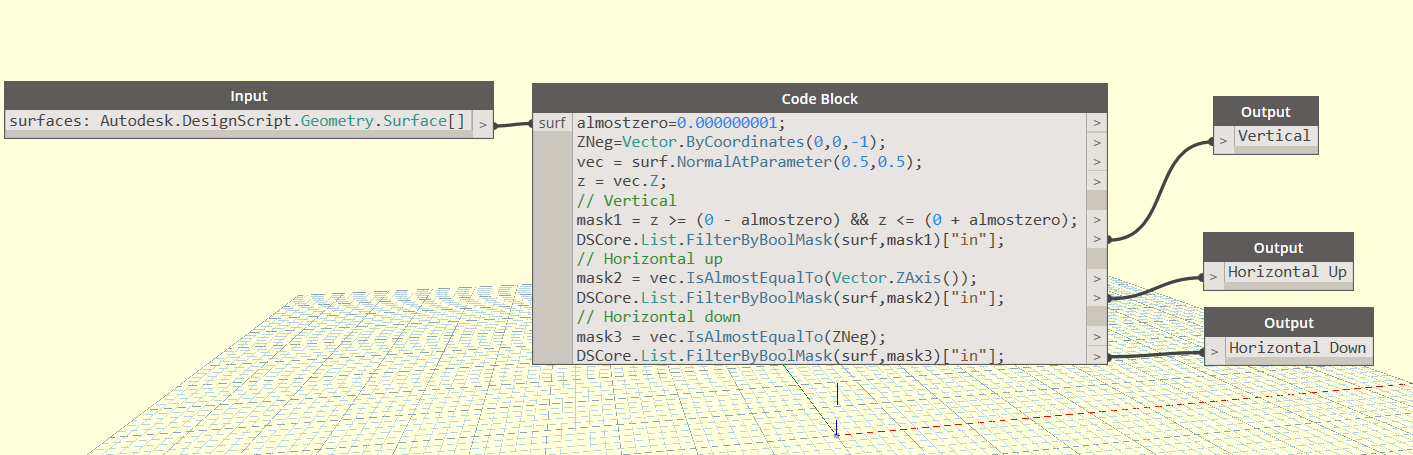 Input
surfaces: Autodesk.DesignScript.Geometry.Surface[] >
Code Block
surf almostzero=0.000000001; >
ZNeg=Vector.ByCoordinates(0,0,-1); >
vec = surf.NormalAtParameter(0.5,0.5); >
z = vec.Z; >
// Vertical
mask1 = z >= (0 - almostzero) && z <= (0 + almostzero); >
DSCore.List.FilterByBoolMask(surf,mask1)["in"]; >
// Horizontal up
mask2 = vec.IsAlmostEqualTo(Vector.ZAxis()); >
DSCore.List.FilterByBoolMask(surf,mask2)["in"]; >
// Horizontal down
mask3 = vec.IsAlmostEqualTo(ZNeg); >
DSCore.List.FilterByBoolMask(surf,mask3)["in"]; >
Output
> Vertical
Output
> Horizontal Up
Output
> Horizontal Down